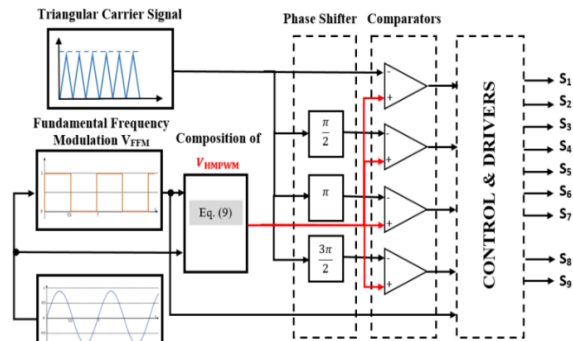 Triangular Carrier Signal
Phase Shifter
Comparators
Fundamental Frequency
Modulation VFFM
Composition of
VHMPWM
Eq. (9)
π/2
π
3π/2
-
+
-
+
-
+
-
+
CONTROL & DRIVERS
S1
S2
S3
S4
S5
S6
S7
S8
S9